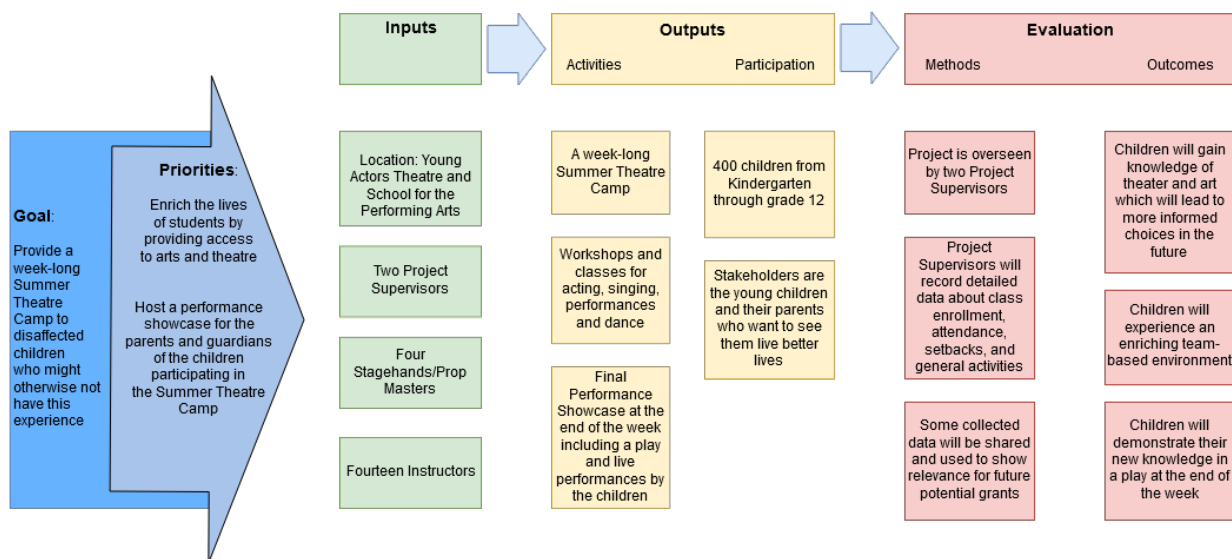 Inputs
Outputs
Activities
Participation
Evaluation
Methods
Outcomes
Goal:
Provide a
week-long
Summer
Theatre
Camp to
disaffected
children
who might
otherwise not
have this
experience
Priorities:
Enrich the lives
of students by
providing access
to arts and theatre
Host a performance
showcase for the
parents and guardians
of the children
participating in
the Summer Theatre
Camp
Location: Young
Actors Theatre and
School for the
Performing Arts
Two Project
Supervisors
Four
Stagehands/Prop
Masters
Fourteen Instructors
A week-long
Summer Theatre
Camp
Workshops and
classes for
acting, singing,
performances
and dance
Final
Performance
Showcase at the
end of the week
including a play
and live
performances by
the children
400 children from
Kindergarten
through grade 12
Stakeholders are
the young children
and their parents
who want to see
them live better
lives
Project is overseen
by two Project
Supervisors
Project
Supervisors will
record detailed
data about class
enrollment,
attendance,
setbacks, and
general activities
Some collected
data will be shared
and used to show
relevance for future
potential grants
Children will gain
knowledge of
theater and art
which will lead to
more informed
choices in the
future
Children will
experience an
enriching team-
based environment
Children will
demonstrate their
new knowledge in
a play at the end of
the week